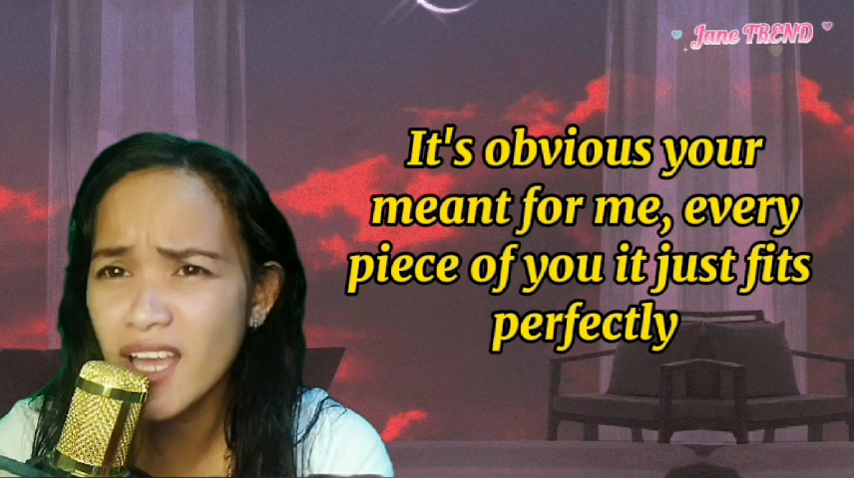 Jane TREND
It's obvious your
meant for me, every
piece of you it just fits
perfectly